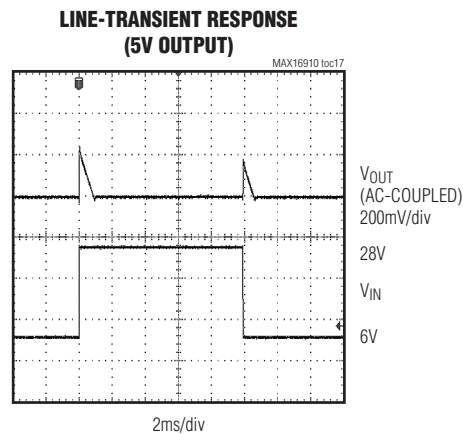 LINE-TRANSIENT RESPONSE
(5V OUTPUT)
MAX16910 toc17
VOUT
(AC-COUPLED)
200mV/div
28V
VIN
6V
2ms/div